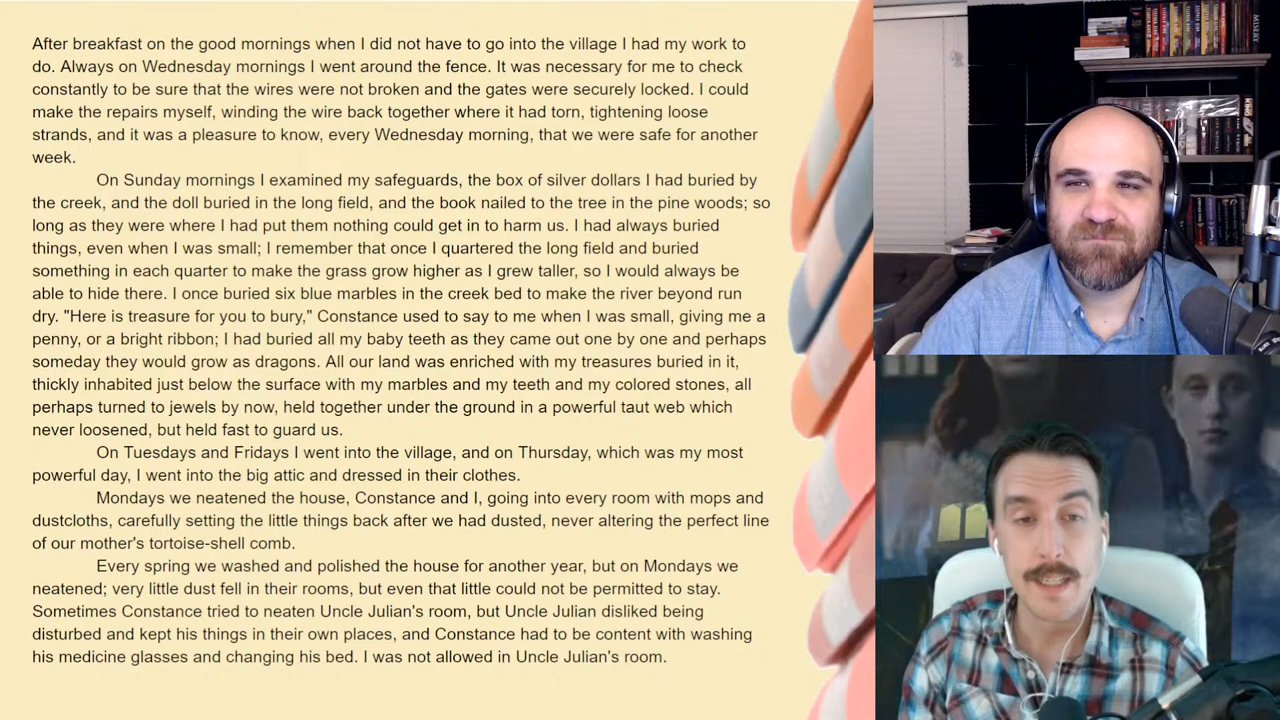 After breakfast on the good mornings when I did not have to go into the village I had my work to
do. Always on Wednesday mornings I went around the fence. It was necessary for me to check
constantly to be sure that the wires were not broken and the gates were securely locked. I could
make the repairs myself, winding the wire back together where it had torn, tightening loose
strands, and it was a pleasure to know, every Wednesday morning, that we were safe for another
week.
On Sunday mornings I examined my safeguards, the box of silver dollars I had buried by
the creek, and the doll buried in the long field, and the book nailed to the tree in the pine woods; so
long as they were where I had put them nothing could get in to harm us. I had always buried
things, even when I was small; I remember that once I quartered the long field and buried
something in each quarter to make the grass grow higher as I grew taller, so I would always be
able to hide there. I once buried six blue marbles in the creek bed to make the river beyond run
dry. "Here is treasure for you to bury," Constance used to say to me when I was small, giving me a
penny, or a bright ribbon; I had buried all my baby teeth as they came out one by one and perhaps
someday they would grow as dragons. All our land was enriched with my treasures buried in it,
thickly inhabited just below the surface with my marbles and my teeth and my colored stones, all
perhaps turned to jewels by now, held together under the ground in a powerful taut web which
never loosened, but held fast to guard us.
On Tuesdays and Fridays I went into the village, and on Thursday, which was my most
powerful day, I went into the big attic and dressed in their clothes.
Mondays we neatened the house, Constance and I, going into every room with mops and
dustcloths, carefully setting the little things back after we had dusted, never altering the perfect line
of our mother's tortoise-shell comb.
Every spring we washed and polished the house for another year, but on Mondays we
neatened; very little dust fell in their rooms, but even that little could not be permitted to stay.
Sometimes Constance tried to neaten Uncle Julian's room, but Uncle Julian disliked being
disturbed and kept his things in their own places, and Constance had to be content with washing
his medicine glasses and changing his bed. I was not allowed in Uncle Julian's room.
MISERY
KING